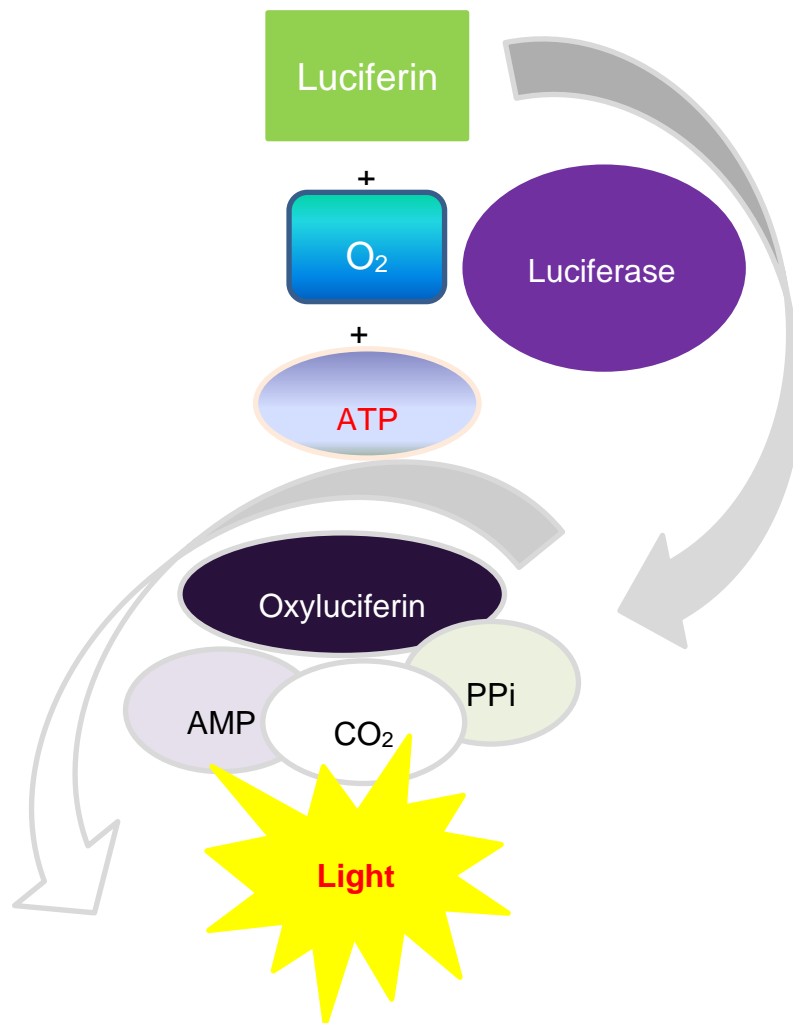 Luciferin
+
O₂
Luciferase
+
ATP
Oxyluciferin
PPi
AMP
CO₂
Light